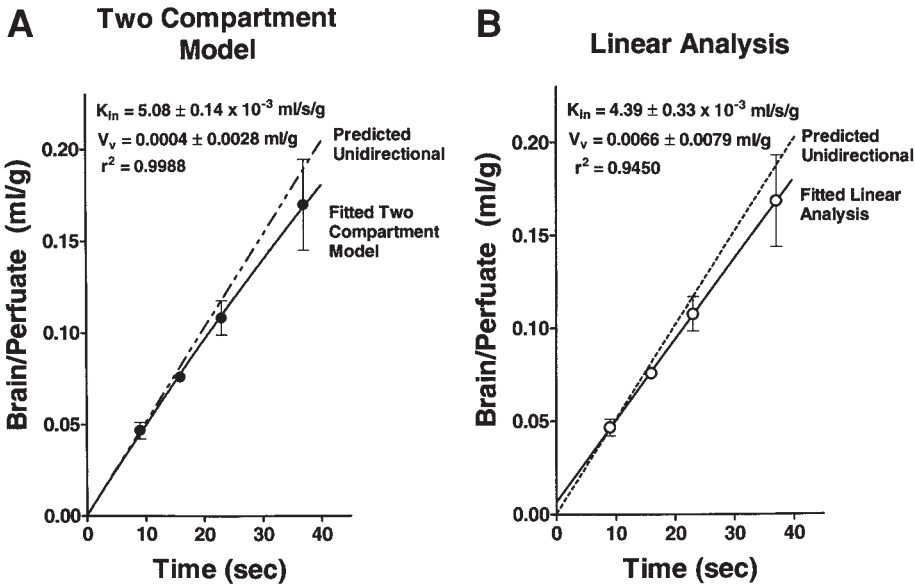 A
Two Compartment
Model
K_in = 5.08 ± 0.14 x 10⁻³ ml/s/g
V_v = 0.0004 ± 0.0028 ml/g
r² = 0.9988
Predicted
Unidirectional
Fitted Two
Compartment
Model
Brain/Perfuate (ml/g)
0.20
0.15
0.10
0.05
0.00
0 10 20 30 40
Time (sec)
B
Linear Analysis
K_in = 4.39 ± 0.33 x 10⁻³ ml/s/g
V_v = 0.0066 ± 0.0079 ml/g
r² = 0.9450
Predicted
Unidirectional
Fitted Linear
Analysis
Brain/Perfuate (ml/g)
0.20
0.15
0.10
0.05
0.00
0 10 20 30 40
Time (sec)